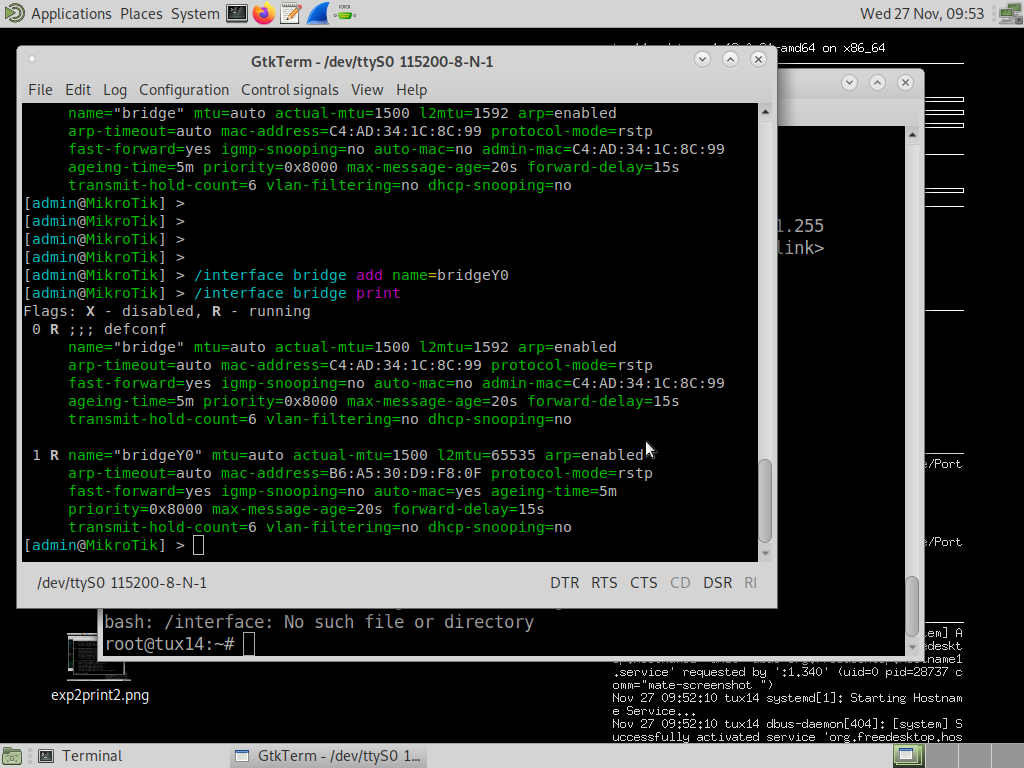 Applications Places System Wed 27 Nov, 09:53
amd64 on x86_64
GtkTerm - /dev/ttyS0 115200-8-N-1
File Edit Log Configuration Control signals View Help
name="bridge" mtu=auto actual-mtu=1500 l2mtu=1592 arp=enabled
arp-timeout=auto mac-address=C4:AD:34:1C:8C:99 protocol-mode=rstp
fast-forward=yes igmp-snooping=no auto-mac=no admin-mac=C4:AD:34:1C:8C:99
ageing-time=5m priority=0x8000 max-message-age=20s forward-delay=15s
transmit-hold-count=6 vlan-filtering=no dhcp-snooping=no
[admin@MikroTik] >
[admin@MikroTik] >
[admin@MikroTik] >
[admin@MikroTik] >
[admin@MikroTik] > /interface bridge add name=bridgeY0
[admin@MikroTik] > /interface bridge print
Flags: X - disabled, R - running
0 R ;;; defconf
name="bridge" mtu=auto actual-mtu=1500 l2mtu=1592 arp=enabled
arp-timeout=auto mac-address=C4:AD:34:1C:8C:99 protocol-mode=rstp
fast-forward=yes igmp-snooping=no auto-mac=no admin-mac=C4:AD:34:1C:8C:99
ageing-time=5m priority=0x8000 max-message-age=20s forward-delay=15s
transmit-hold-count=6 vlan-filtering=no dhcp-snooping=no
1 R name="bridgeY0" mtu=auto actual-mtu=1500 l2mtu=65535 arp=enabled
arp-timeout=auto mac-address=B6:A5:30:D9:F8:0F protocol-mode=rstp
fast-forward=yes igmp-snooping=no auto-mac=yes ageing-time=5m
priority=0x8000 max-message-age=20s forward-delay=15s
transmit-hold-count=6 vlan-filtering=no dhcp-snooping=no
[admin@MikroTik] >
/dev/ttyS0 115200-8-N-1 DTR RTS CTS CD DSR RI
.255
link>
e/Port
e/Port
bash: /interface: No such file or directory
root@tux14:~#
em] A
edeskt
.service' requested by ':1.340' (uid=0 pid=28737 c
omm="mate-screenshot ")
Nov 27 09:52:10 tux14 systemd[1]: Starting Hostnam
e Service...
Nov 27 09:52:10 tux14 dbus-daemon[404]: [system] S
uccessfully activated service 'org.freedesktop.hos
exp2print2.png
Terminal GtkTerm - /dev/ttyS0 1...